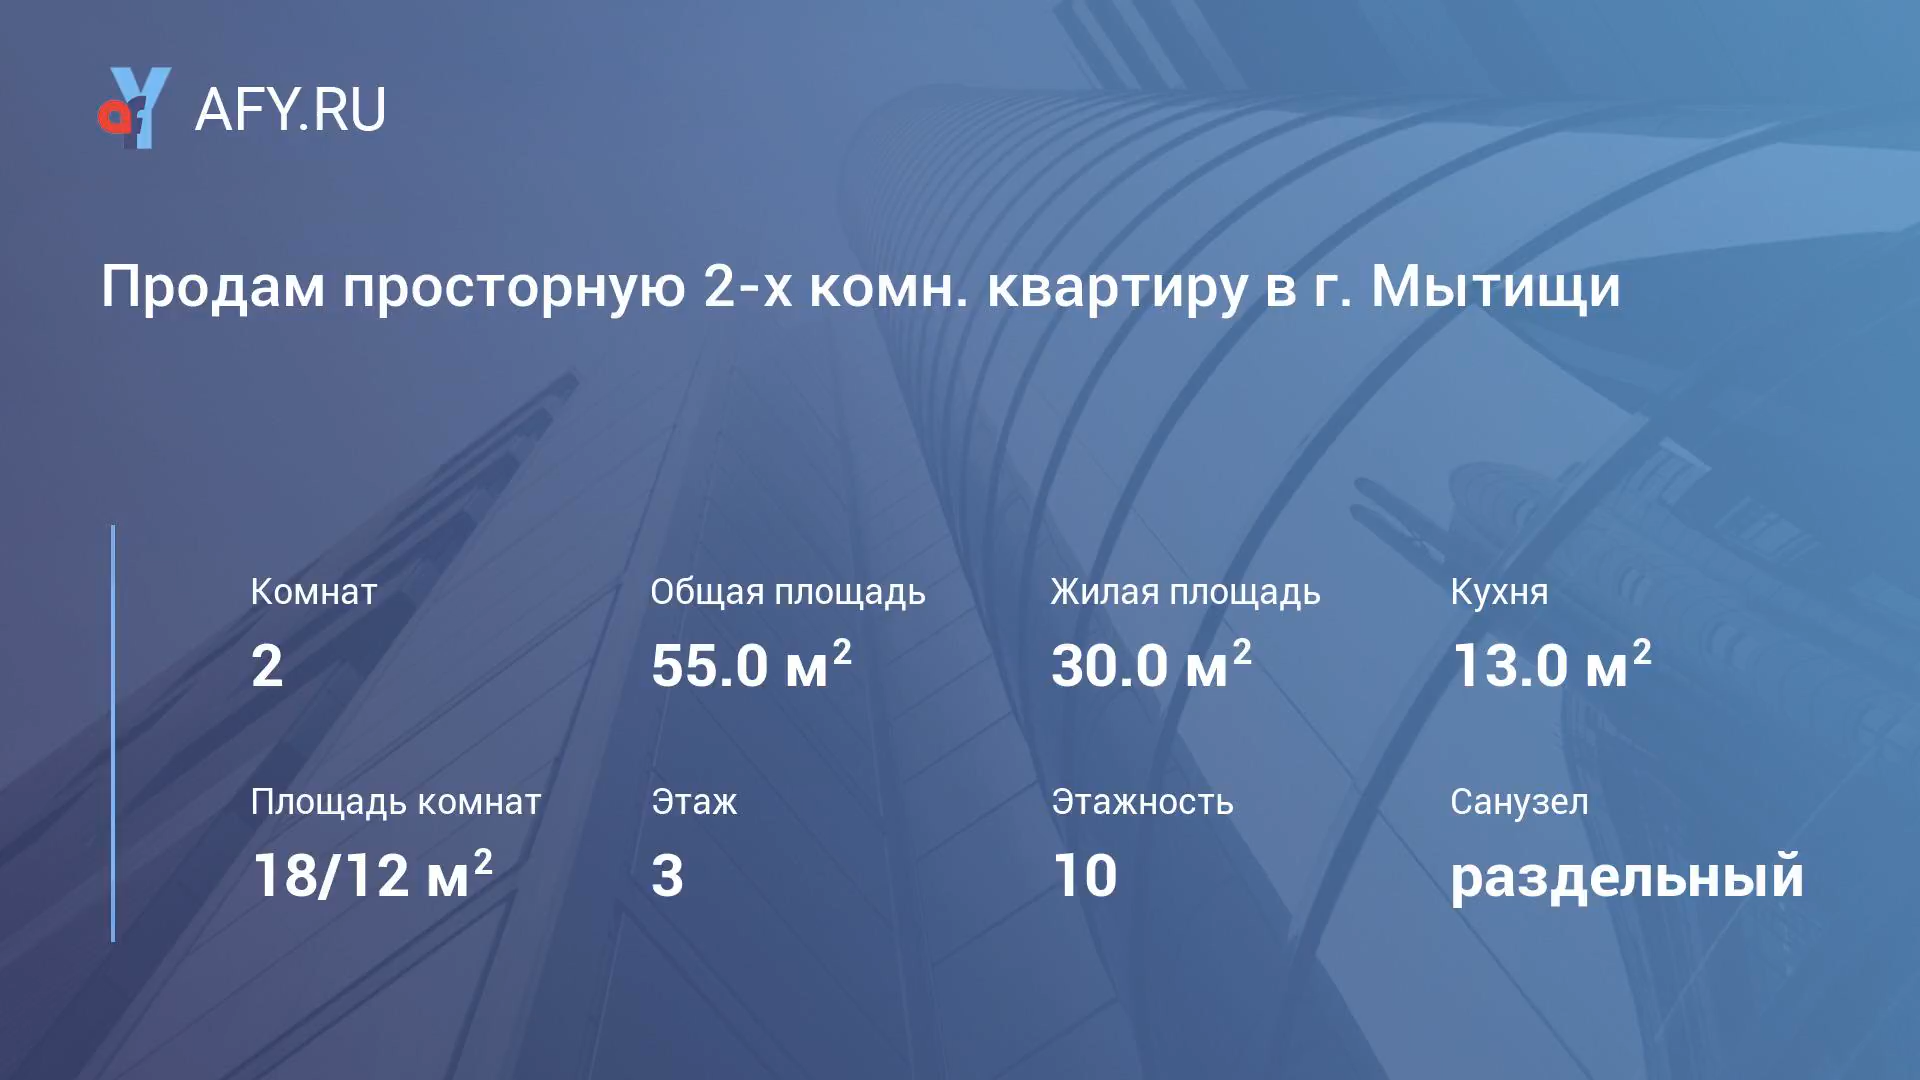 AFY.RU
Продам просторную 2-х комн. квартиру в г. Мытищи
Комнат
2
Общая площадь
55.0 м²
Жилая площадь
30.0 м²
Кухня
13.0 м²
Площадь комнат
18/12 м²
Этаж
3
Этажность
10
Санузел
раздельный